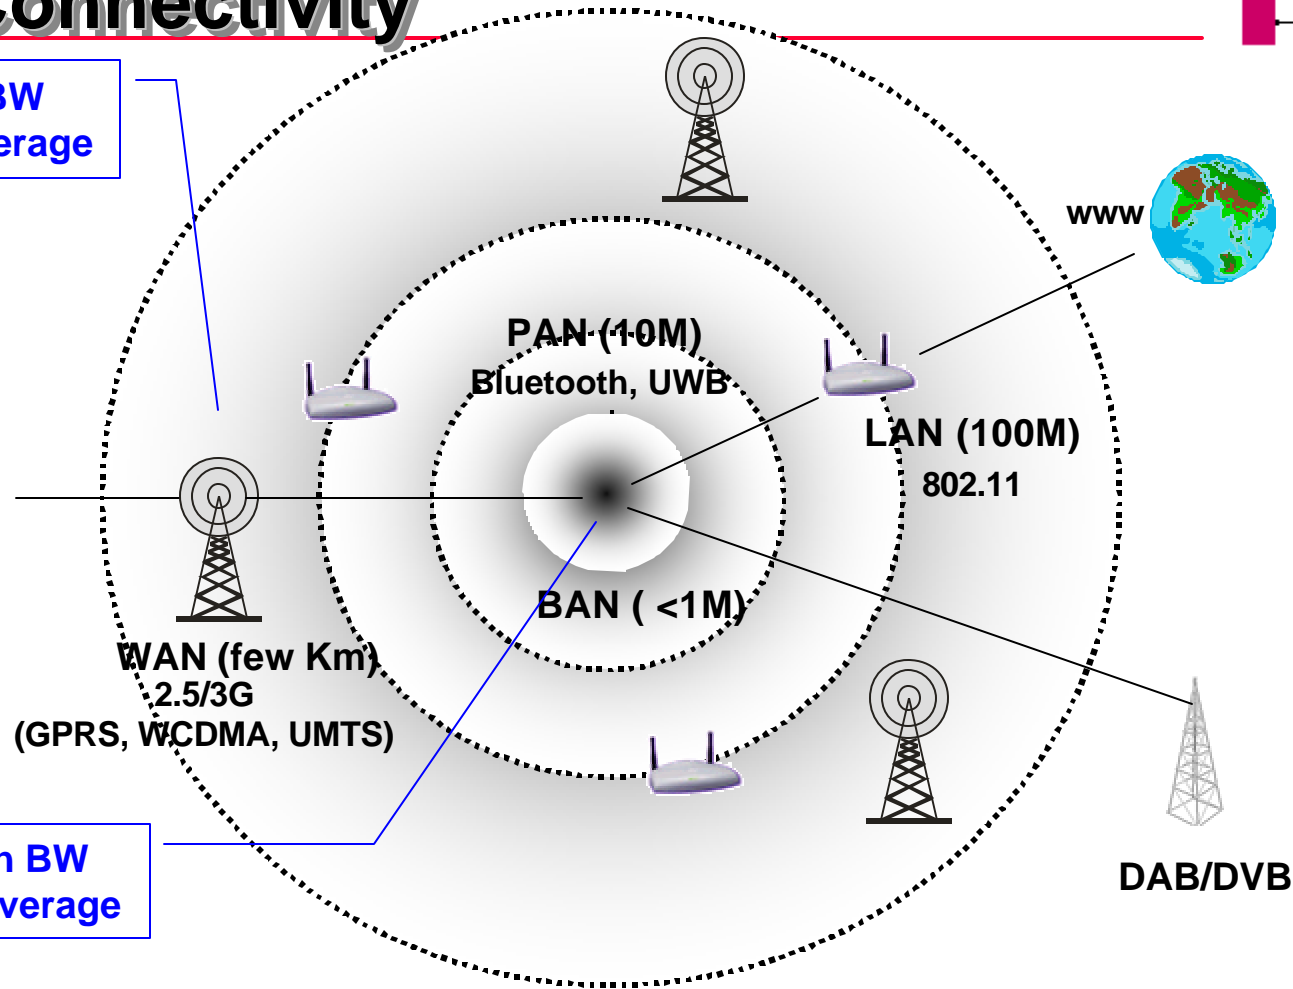 Connectivity
BW
erage
www
PAN (10M)
Bluetooth, UWB
LAN (100M)
802.11
BAN ( <1M)
WAN (few Km)
2.5/3G
(GPRS, WCDMA, UMTS)
BW
verage
DAB/DVB